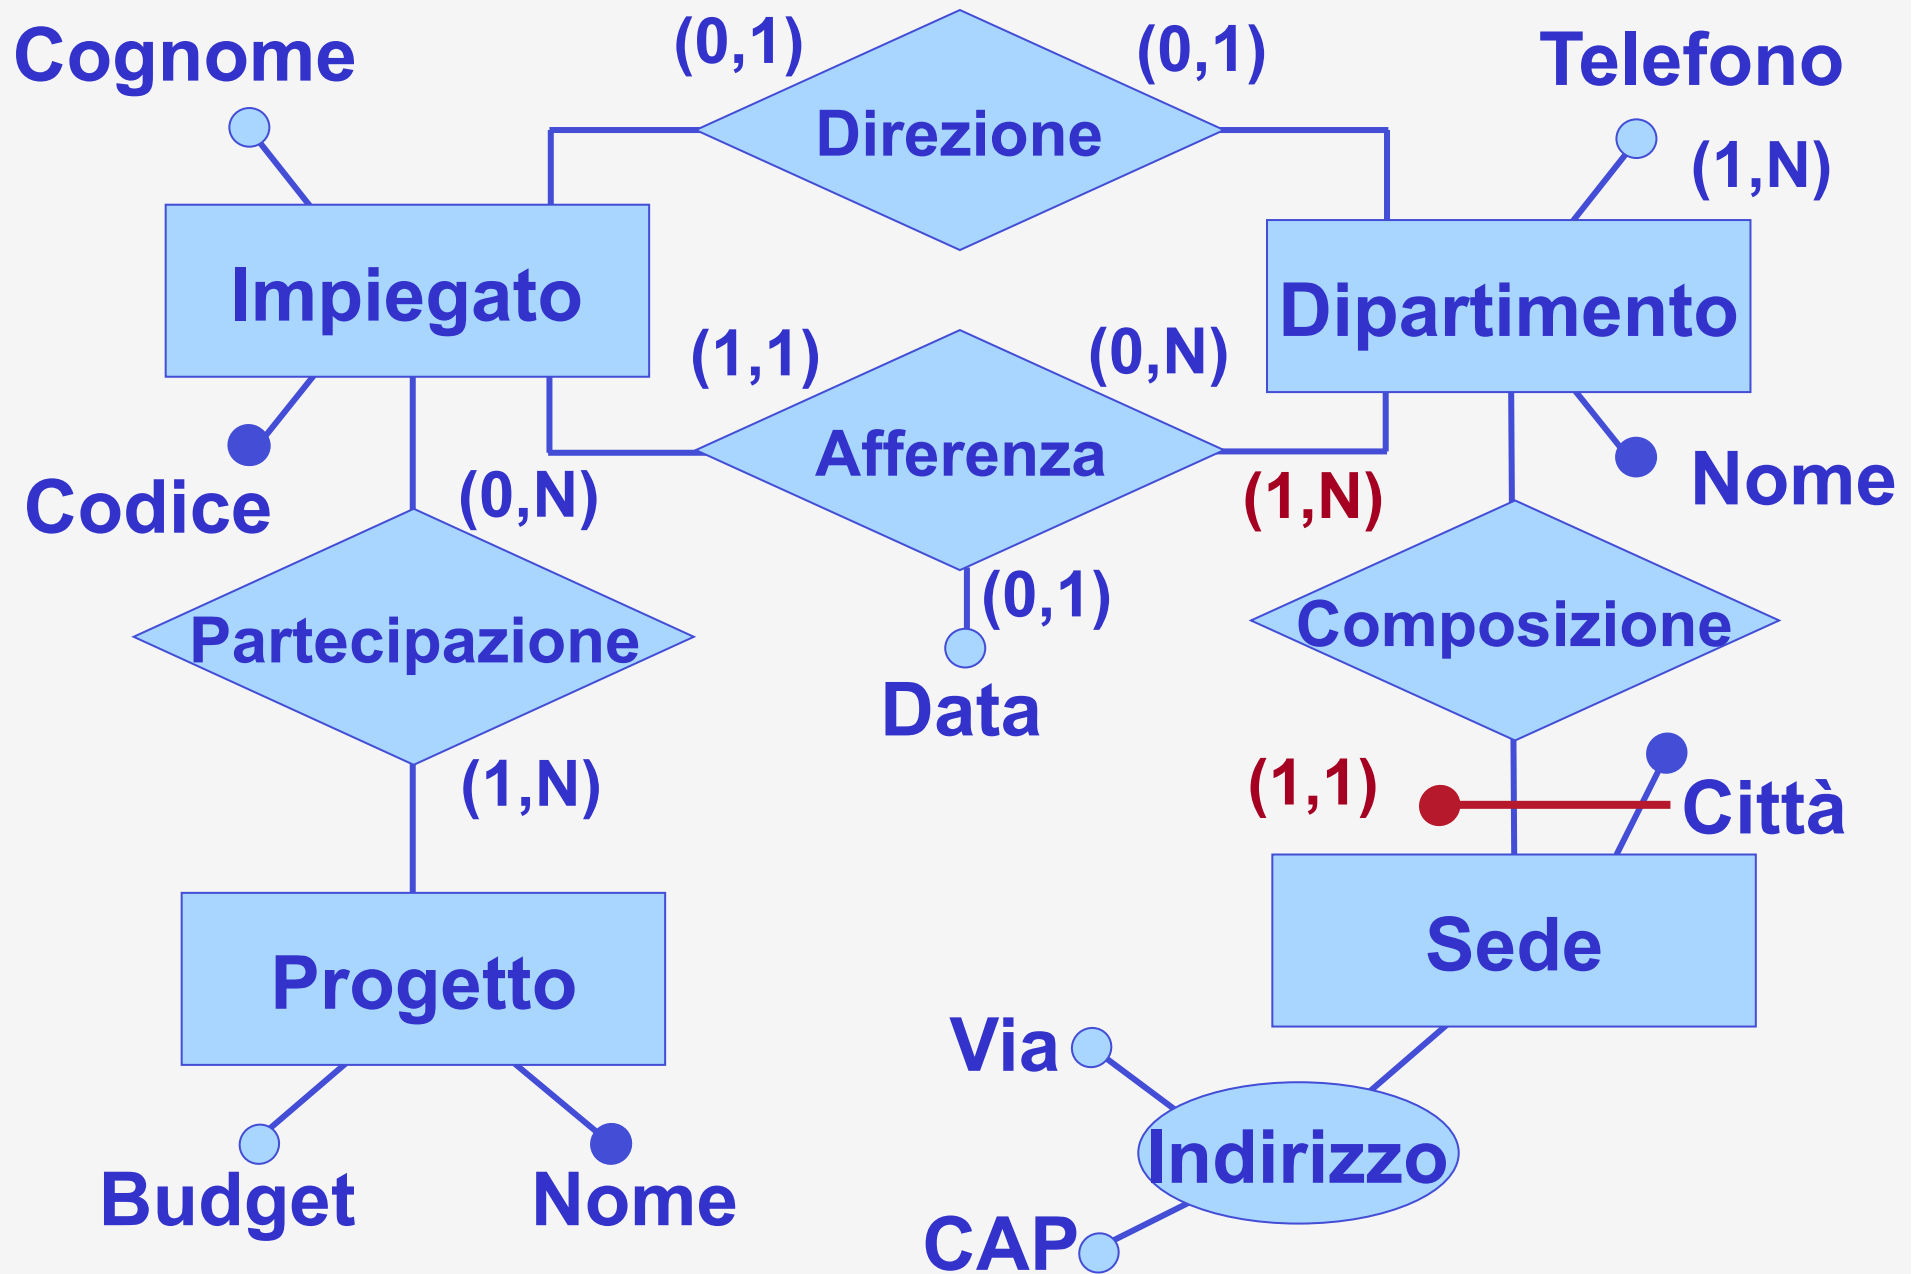 Cognome
(0,1)
(0,1)
Telefono
Direzione
(1,N)
Impiegato
Dipartimento
(1,1)
(0,N)
Afferenza
Codice
(0,N)
(1,N)
Nome
(0,1)
Partecipazione
Composizione
Data
(1,N)
(1,1)
Città
Progetto
Sede
Via
Indirizzo
Budget
Nome
CAP